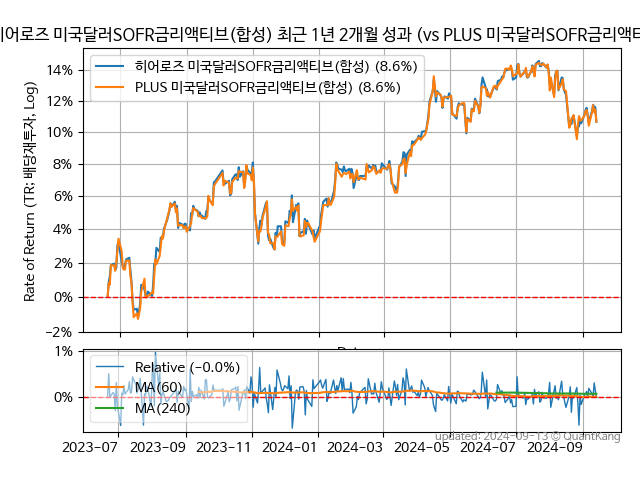 히어로즈 미국달러SOFR금리액티브(합성) 최근 1년 2개월 성과 (vs PLUS 미국달러SOFR금리액티
14%
12%
10%
8%
6%
4%
2%
0%
−2%
Rate of Return (TR: 배당재투자, Log)
히어로즈 미국달러SOFR금리액티브(합성) (8.6%)
PLUS 미국달러SOFR금리액티브(합성) (8.6%)
1%
0%
Relative (−0.0%)
MA(60)
MA(240)
updated: 2024-09-13 © QuantKang
2023-07 2023-09 2023-11 2024-01 2024-03 2024-05 2024-07 2024-09